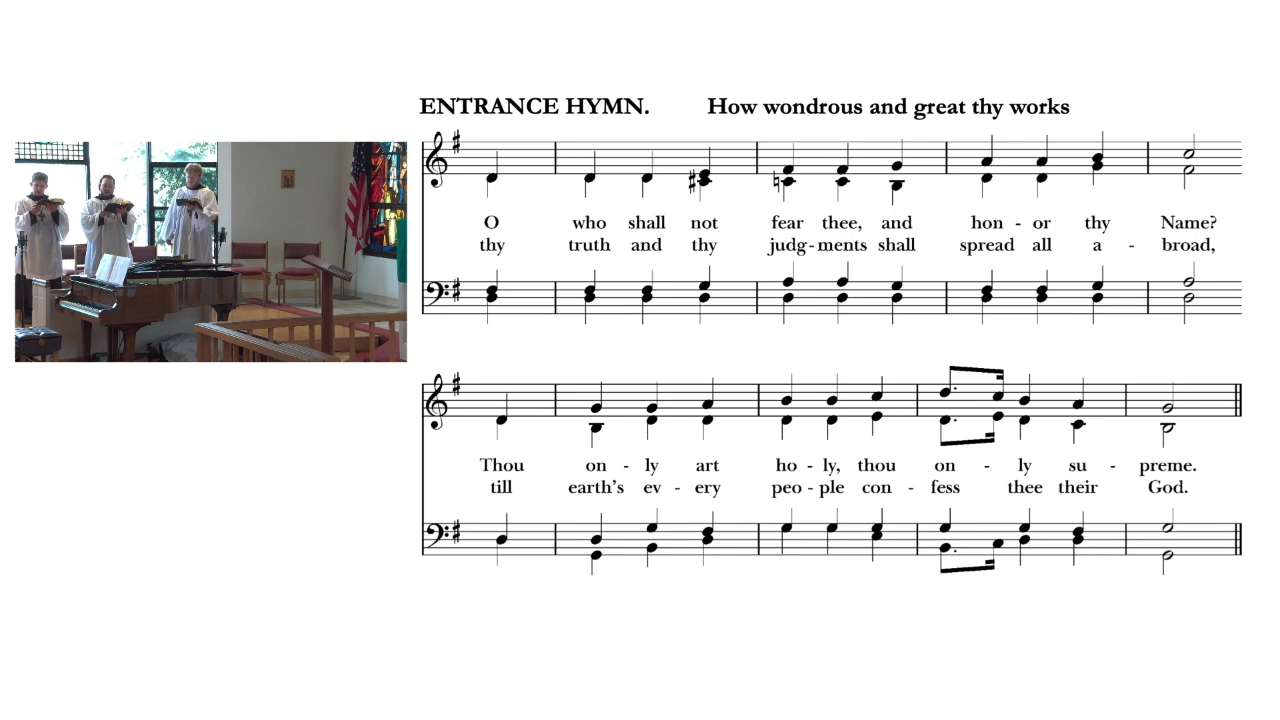 ENTRANCE HYMN. How wondrous and great thy works
O who shall not fear thee, and hon - or thy Name?
thy truth and thy judg - ments shall spread all a - broad,
Thou on - ly art ho - ly, thou on - ly su - preme.
till earth's ev - ery peo - ple con - fess thee their God.